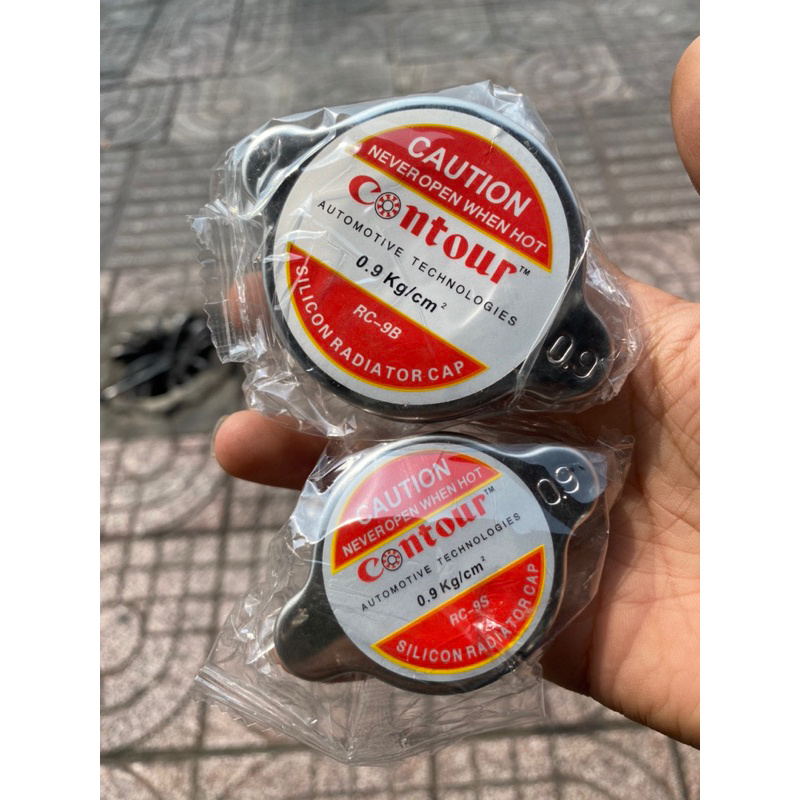 CAUTION
NEVER OPEN WHEN HOT
contour™
AUTOMOTIVE TECHNOLOGIES
0.9 Kg/cm²
RC-9B
SILICON RADIATOR CAP
0.9
CAUTION
NEVER OPEN WHEN HOT
contour™
AUTOMOTIVE TECHNOLOGIES
0.9 Kg/cm²
RC-9S
SILICON RADIATOR CAP
0.9